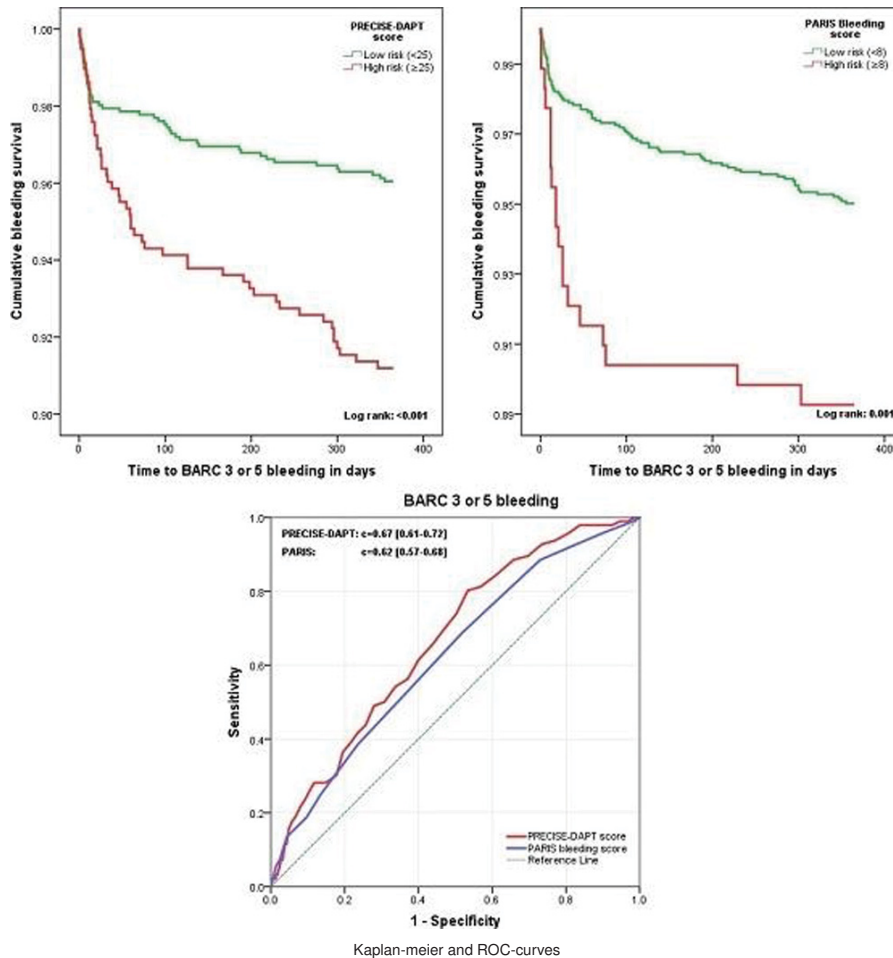 PRECISE-DAPT
score
Low risk (<25)
High risk (≥25)
1.00
0.98
0.96
0.94
0.92
0.90
Cumulative bleeding survival
Log rank: <0.001
0
100
200
300
400
Time to BARC 3 or 5 bleeding in days
PARIS Bleeding
score
Low risk (<8)
High risk (≥8)
0.99
0.97
0.95
0.93
0.91
0.89
Cumulative bleeding survival
Log rank: 0.001
0
100
200
300
400
Time to BARC 3 or 5 bleeding in days
BARC 3 or 5 bleeding
PRECISE-DAPT: c=0.67 [0.61-0.72]
PARIS: c=0.62 [0.57-0.68]
1.0
0.8
0.6
0.4
0.2
0.0
Sensitivity
PRECISE-DAPT score
PARIS bleeding score
Reference Line
0.0
0.2
0.4
0.6
0.8
1.0
1 - Specificity
Kaplan-meier and ROC-curves